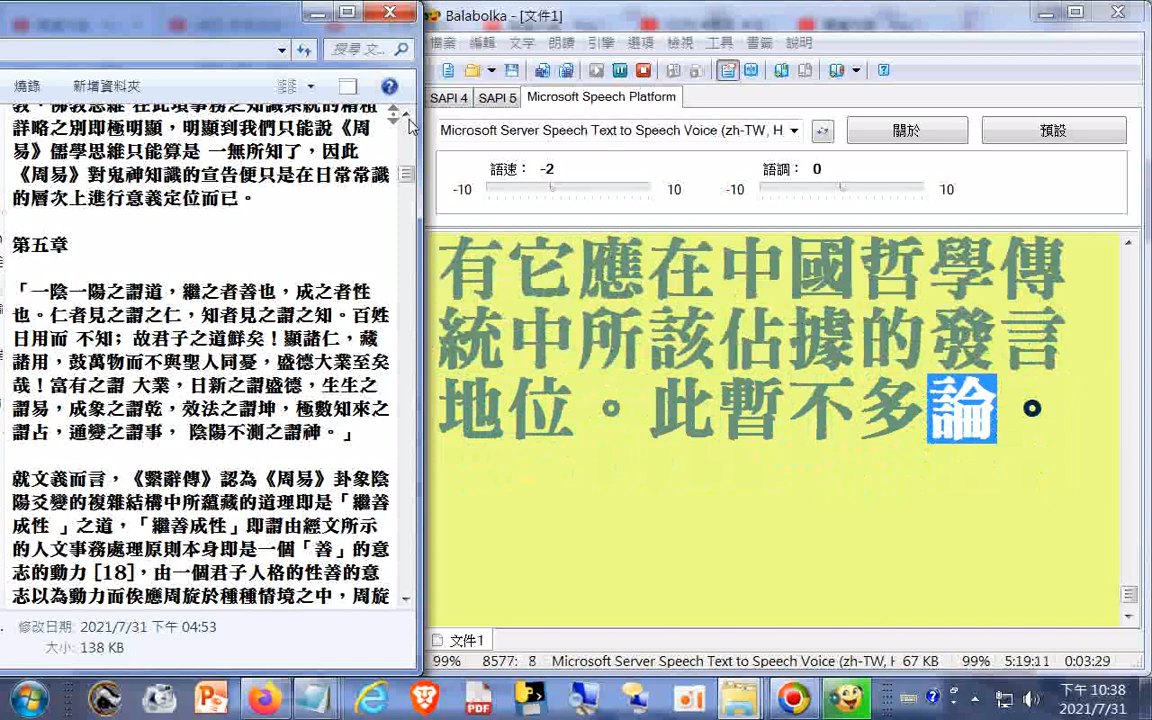 搜尋 文...
燒錄 新增資料夾
教、佛教思維 在此項事務之知識系統的精粗
詳略之別即極明顯，明顯到我們只能說《周
易》儒學思維只能算是 一無所知了，因此
《周易》對鬼神知識的宣告便只是在日常常識
的層次上進行意義定位而已。
第五章
「一陰一陽之謂道，繼之者善也，成之者性
也。仁者見之謂之仁，知者見之謂之知。百姓
日用而 不知；故君子之道鮮矣！顯諸仁，藏
諸用，鼓萬物而不與聖人同憂，盛德大業至矣
哉！富有之謂 大業，日新之謂盛德，生生之
謂易，成象之謂乾，效法之謂坤，極數知來之
謂占，通變之謂事， 陰陽不測之謂神。」
就文義而言，《繫辭傳》認為《周易》卦象陰
陽爻變的複雜結構中所蘊藏的道理即是「繼善
成性 」之道，「繼善成性」即謂由經文所示
的人文事務處理原則本身即是一個「善」的意
志的動力 [18]，由一個君子人格的性善的意
志以為動力而俟應周旋於種種情境之中，周旋
修改日期: 2021/7/31 下午 04:53
大小: 138 KB
Balabolka - [文件1]
檔案 編輯 文字 朗讀 引擎 選項 檢視 工具 書籤 說明
SAPI 4 SAPI 5 Microsoft Speech Platform
Microsoft Server Speech Text to Speech Voice (zh-TW, H 關於 預設
語速： -2 語調： 0
-10 10 -10 10
有它應在中國哲學傳
統中所該佔據的發言
地位。此暫不多論。
文件1
99% 8577: 8 Microsoft Server Speech Text to Speech Voice (zh-TW, H 67 KB 99% 5:19:11 0:03:29
下午 10:38
2021/7/31